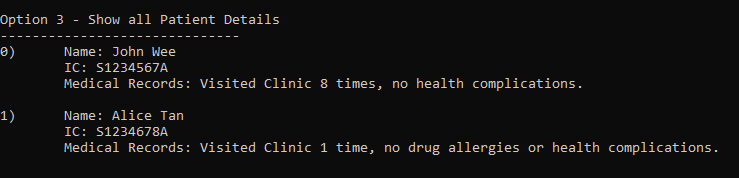 Option 3 - Show all Patient Details
------------------------------
0)      Name: John Wee
        IC: S1234567A
        Medical Records: Visited Clinic 8 times, no health complications.
1)      Name: Alice Tan
        IC: S1234678A
        Medical Records: Visited Clinic 1 time, no drug allergies or health complications.